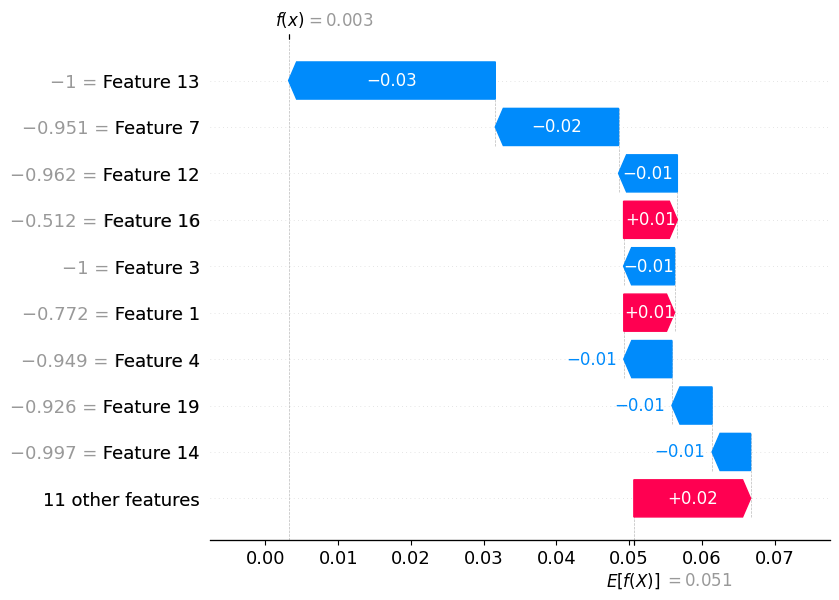 f(x) = 0.003
−1 = Feature 13
−0.03
−0.951 = Feature 7
−0.02
−0.962 = Feature 12
−0.01
−0.512 = Feature 16
+0.01
−1 = Feature 3
−0.01
−0.772 = Feature 1
+0.01
−0.949 = Feature 4
−0.01
−0.926 = Feature 19
−0.01
−0.997 = Feature 14
−0.01
11 other features
+0.02
0.00 0.01 0.02 0.03 0.04 0.05 0.06 0.07
E[f(X)] = 0.051